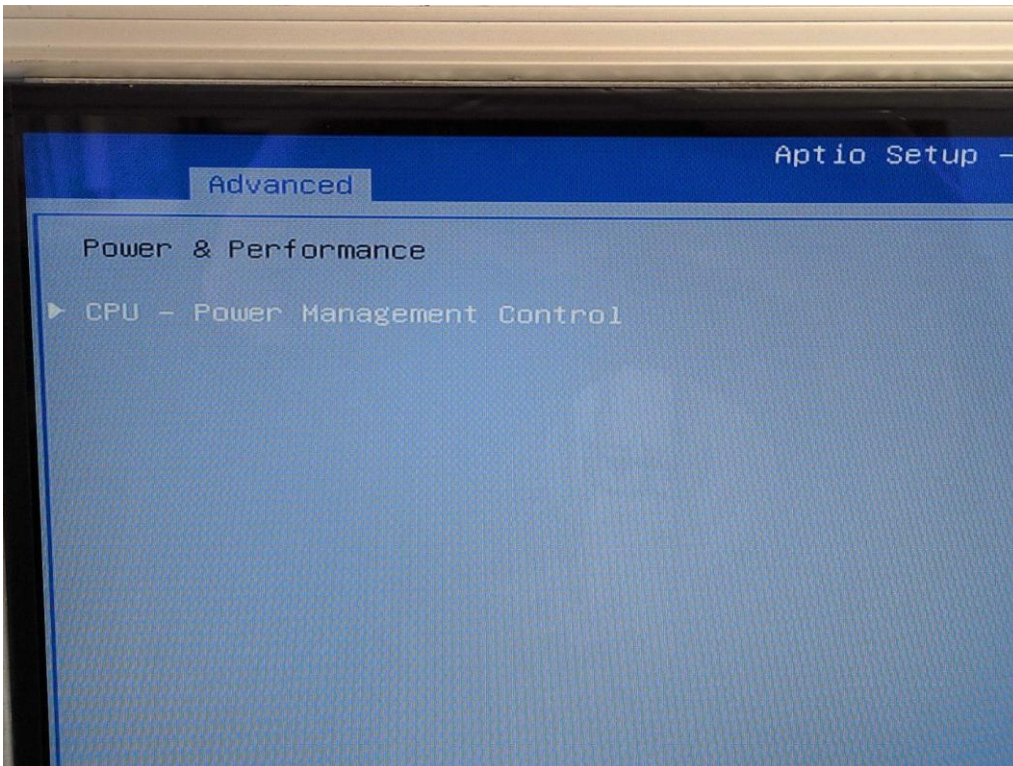 Aptio Setup –
Advanced
Power & Performance
► CPU – Power Management Control